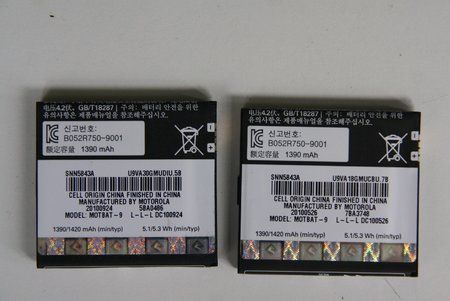 电压4.2伏, GB/T18287 주의: 배터리 안전을 위한
유의사항은 제품매뉴얼을 참조해주세요.
신고번호:
B052R750-9001
额定容量: 1390 mAh
SNN5843A
CELL ORIGIN CHINA FINISHED IN CHINA
MANUFACTURED BY MOTOROLA
20100924 58A0486
MODEL: MOTBAT-9 L-L-L DC100924
1390/1420 mAh (min/typ) 5.1/5.3 Wh (min/typ)
电压4.2伏, GB/T18287 주의: 배터리 안전을 위한
유의사항은 제품매뉴얼을 참조해주세요.
신고번호:
B052R750-9001
额定容量: 1390 mAh
SNN5843A
CELL ORIGIN CHINA FINISHED IN CHINA
MANUFACTURED BY MOTOROLA
20100526 78A3748
MODEL: MOTBAT-9 L-L-L DC100526
1390/1420 mAh (min/typ) 5.1/5.3 Wh (min/typ)